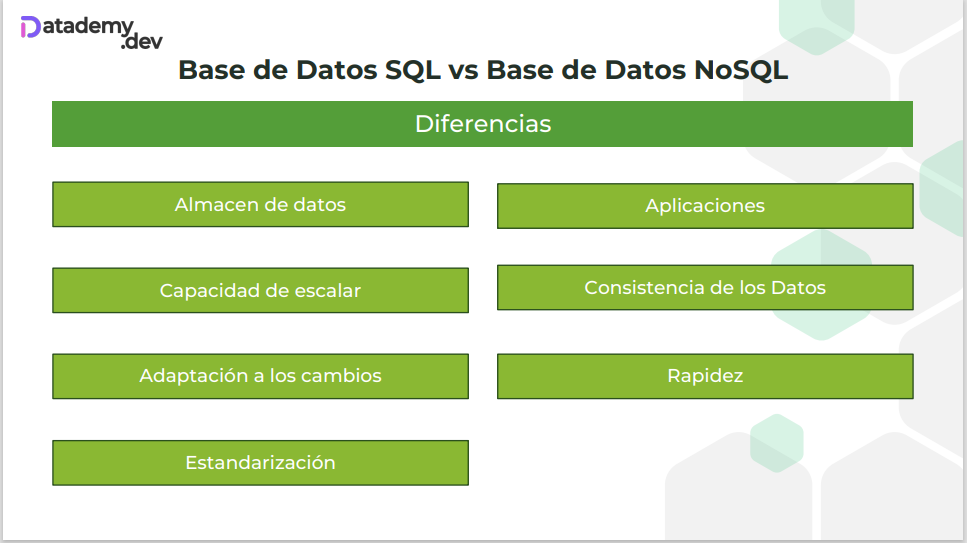 Datademy
.dev
Base de Datos SQL vs Base de Datos NoSQL
Diferencias
Almacen de datos
Aplicaciones
Capacidad de escalar
Consistencia de los Datos
Adaptación a los cambios
Rapidez
Estandarización